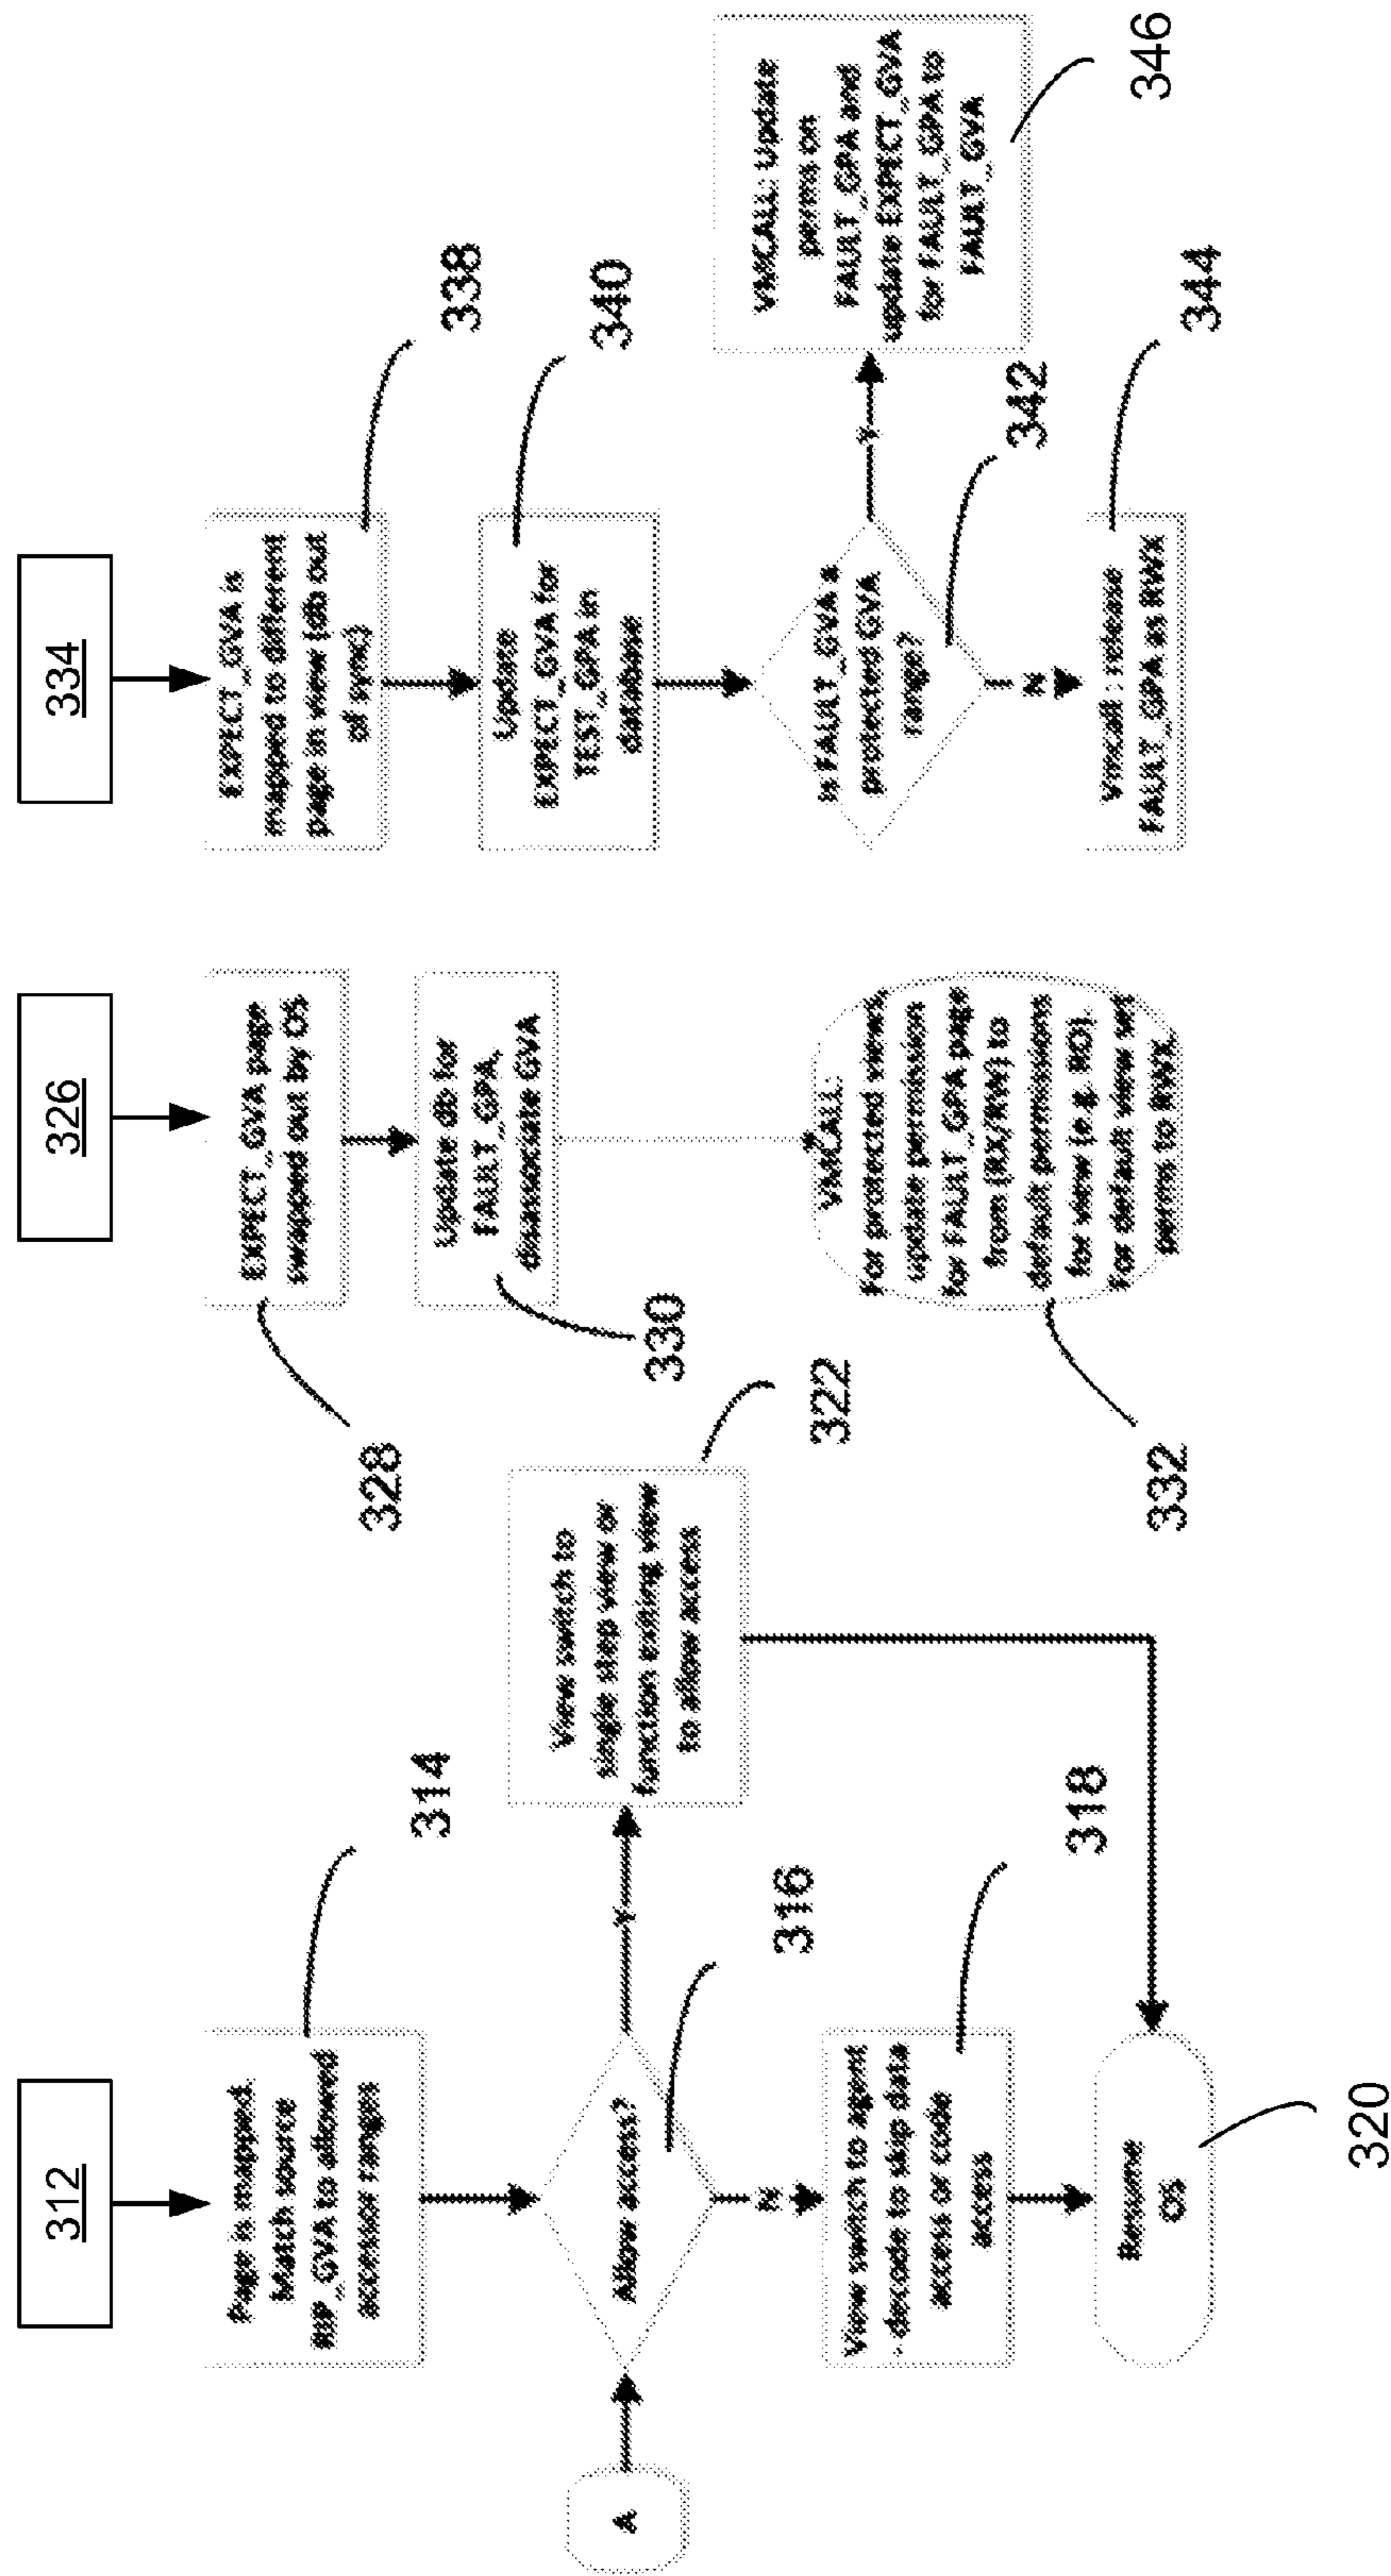 312
Page is mapped.
Match source
RIP_GVA to allowed
accessor ranges
314
A
Allow access?
316
Y
N
View switch to
single step view or
function exiting view
to allow access
322
View switch to agent
- decode to skip data
access or code
access
318
Resume
OS
320
326
EXPECT_GVA page
swapped out by OS
328
Update db for
FAULT_GPA,
disassociate GVA
330
VMCALL:
For protected views,
update permission
for FAULT_GPA page
from (RX/RW) to
default permissions
for view (e.g. RO).
For default view set
perms to RWX.
332
334
EXPECT_GVA is
mapped to different
page in view (db out
of sync)
338
Update
EXPECT_GVA for
TEST_GPA in
database
340
Is FAULT_GVA a
protected GVA
range?
342
Y
N
VMCALL: Update
perms on
FAULT_GPA and
update EXPECT_GVA
for FAULT_GPA to
FAULT_GVA
346
Vmcall : release
FAULT_GPA as RWX
344